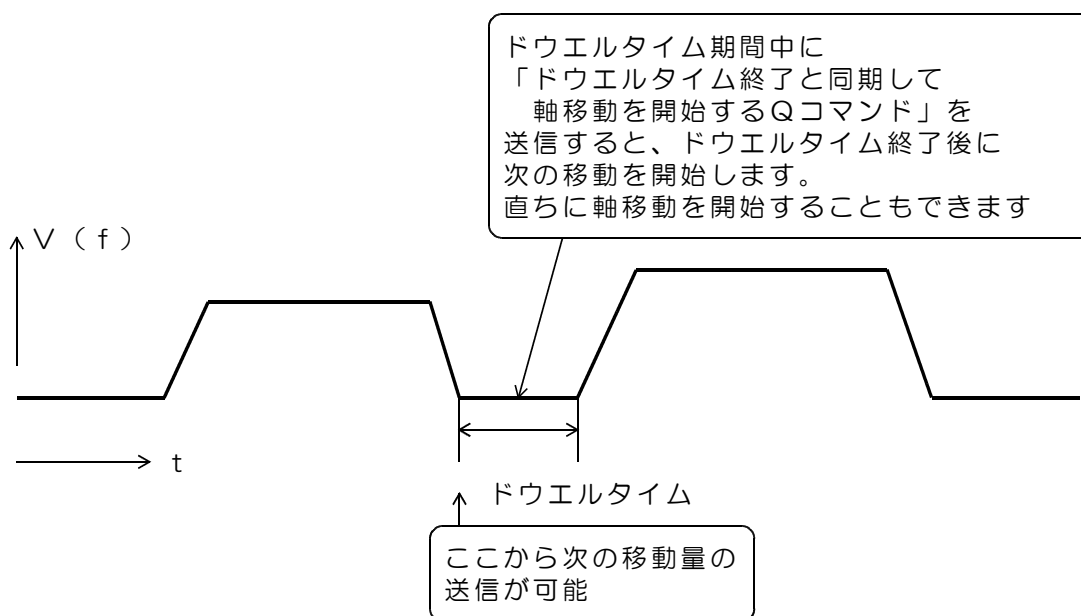 ドウエルタイム期間中に
「ドウエルタイム終了と同期して
　軸移動を開始するＱコマンド」を
送信すると、ドウエルタイム終了後に
次の移動を開始します。
直ちに軸移動を開始することもできます
Ｖ（ｆ）
ｔ
ドウエルタイム
ここから次の移動量の
送信が可能